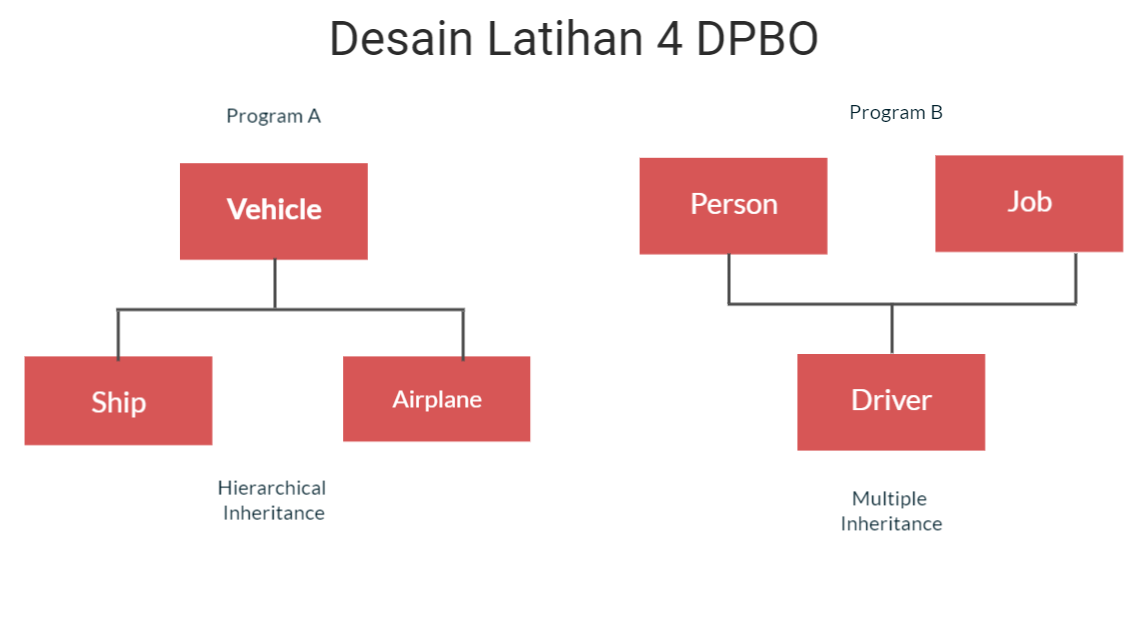 Desain Latihan 4 DPBO
Program A
Vehicle
Ship
Airplane
Hierarchical
Inheritance
Program B
Person
Job
Driver
Multiple
Inheritance